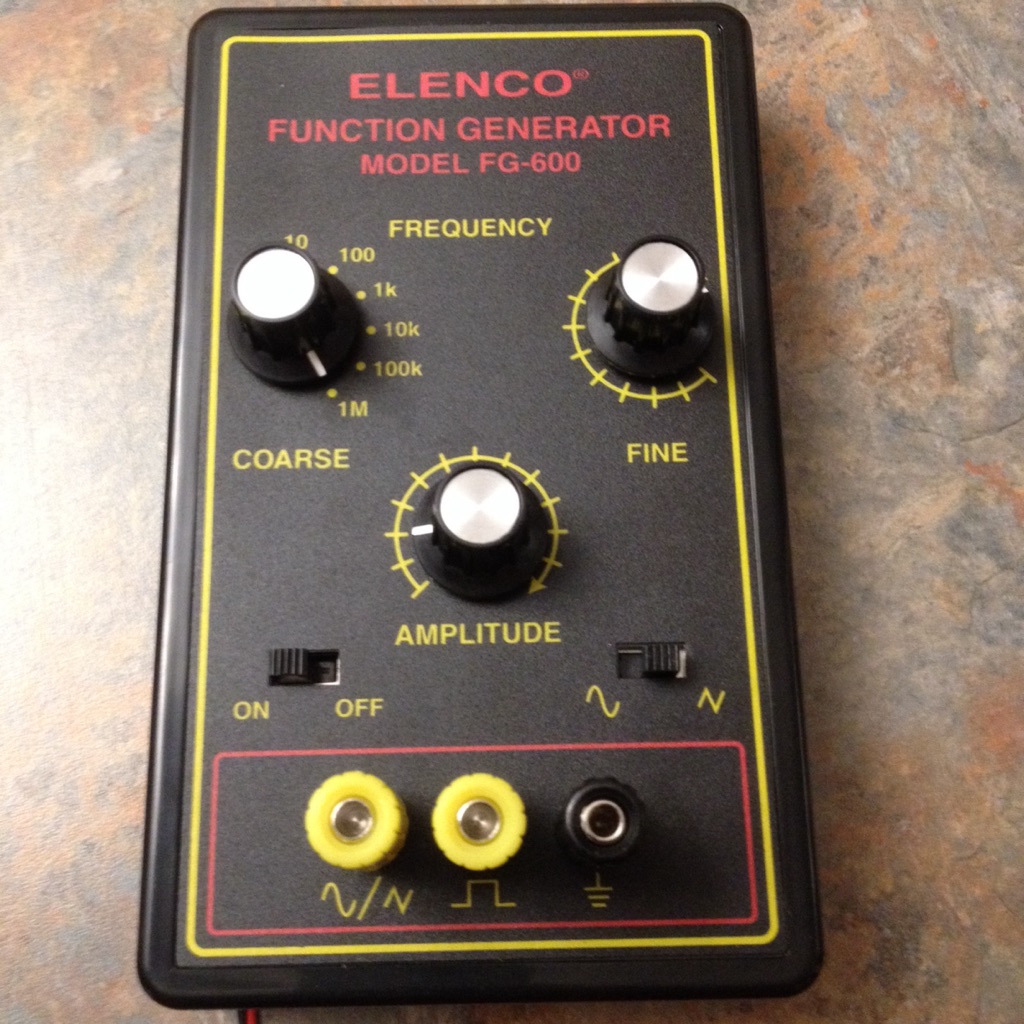 ELENCO®
FUNCTION GENERATOR
MODEL FG-600
FREQUENCY
10
100
1k
10k
100k
1M
COARSE
FINE
AMPLITUDE
ON OFF